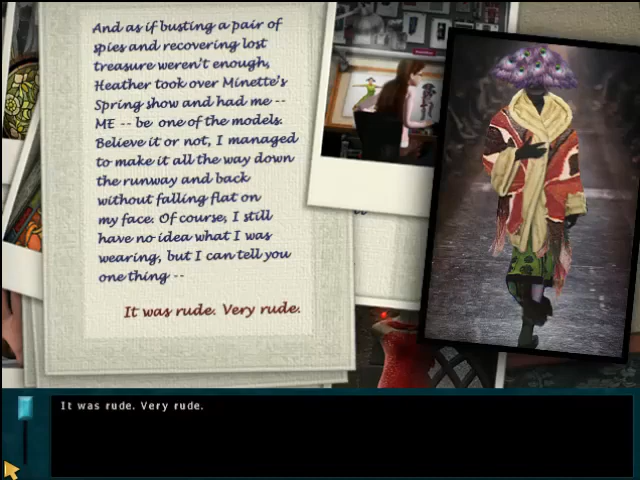 And as if busting a pair of
spies and recovering lost
treasure weren't enough,
Heather took over Minette's
Spring show and had me --
ME -- be one of the models.
Believe it or not, I managed
to make it all the way down
the runway and back
without falling flat on
my face. Of course, I still
have no idea what I was
wearing, but I can tell you
one thing --
It was rude. Very rude.
It was rude. Very rude.